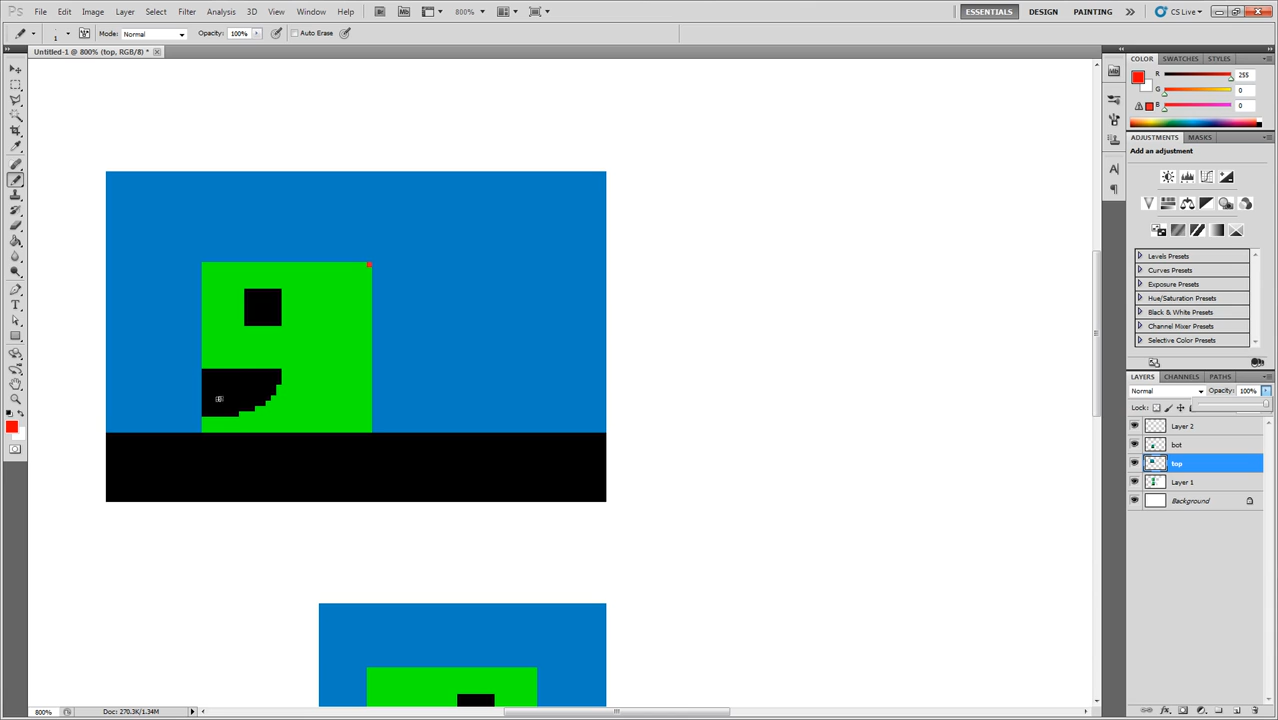 Ps File Edit Image Layer Select Filter Analysis 3D View Window Help Mb 800% ESSENTIALS DESIGN PAINTING CS Live
1 Mode: Normal Opacity: 100% Auto Erase
Untitled-1 @ 800% (top, RGB/8) *
COLOR SWATCHES STYLES
R 255
G 0
B 0
ADJUSTMENTS MASKS
Add an adjustment
Levels Presets
Curves Presets
Exposure Presets
Hue/Saturation Presets
Black & White Presets
Channel Mixer Presets
Selective Color Presets
LAYERS CHANNELS PATHS
Normal Opacity: 100%
Lock:
Layer 2
bot
top
Layer 1
Background
800% Doc: 270.3K/1.34M